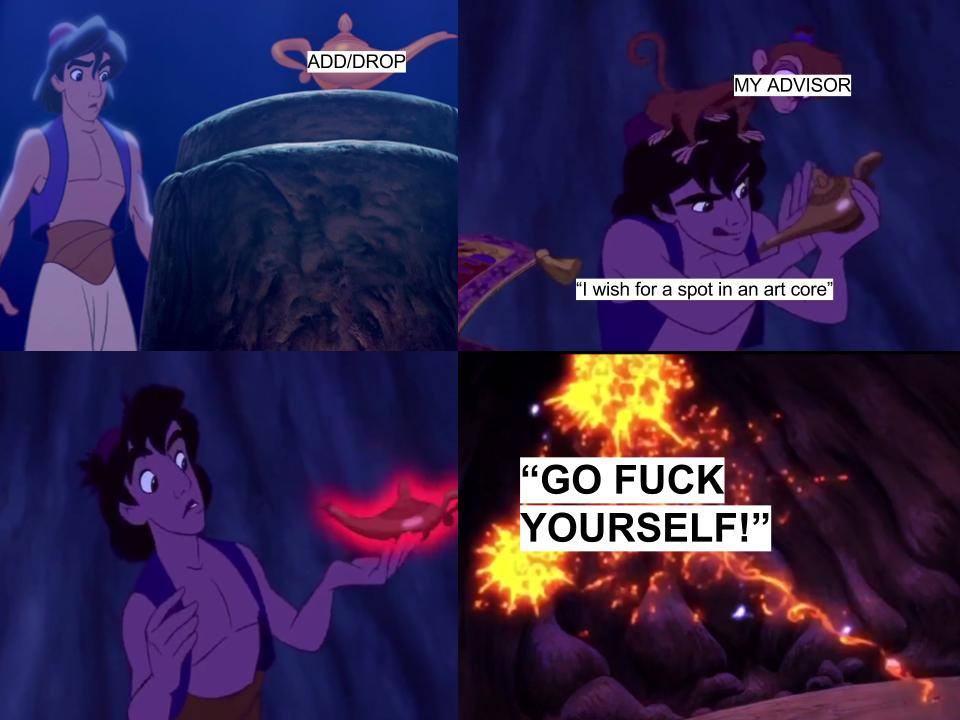 ADD/DROP
MY ADVISOR
“I wish for a spot in an art core”
“GO FUCK
YOURSELF!”